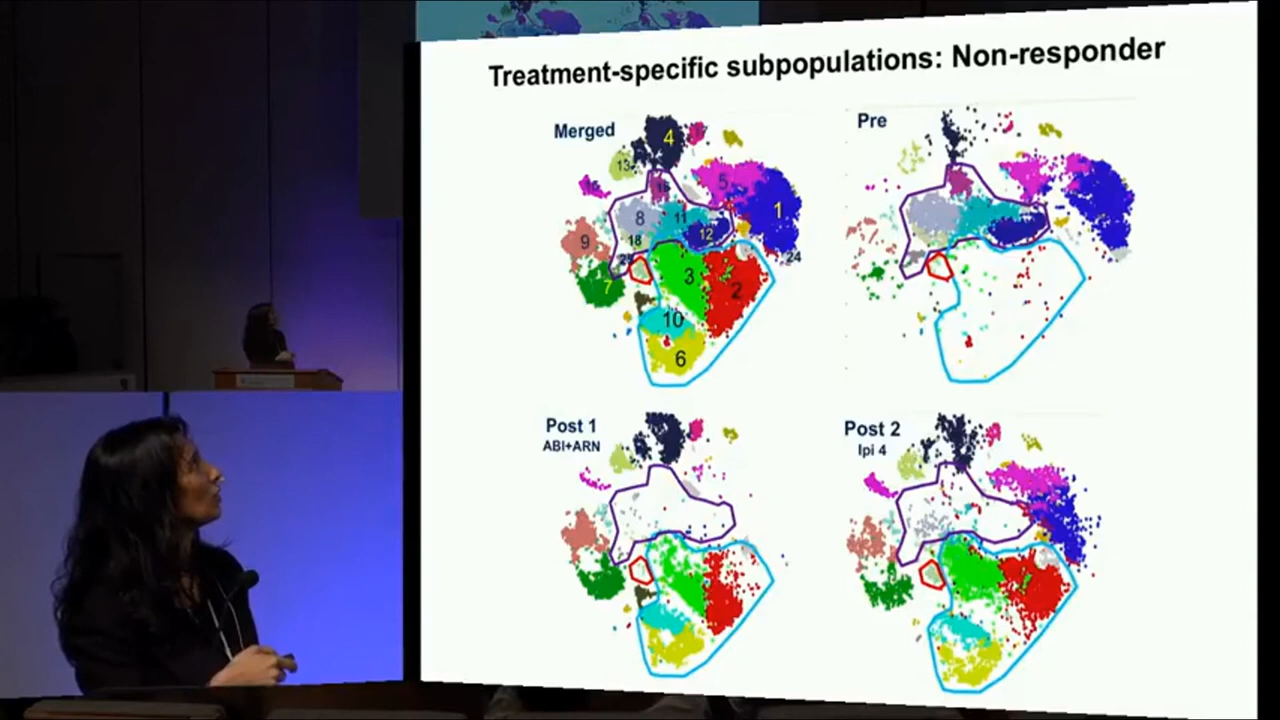 Treatment-specific subpopulations: Non-responder
Merged
4
13
5
1
8
11
12
9
18
24
7
3
2
10
6
Pre
Post 1
ABI+ARN
Post 2
Ipi 4